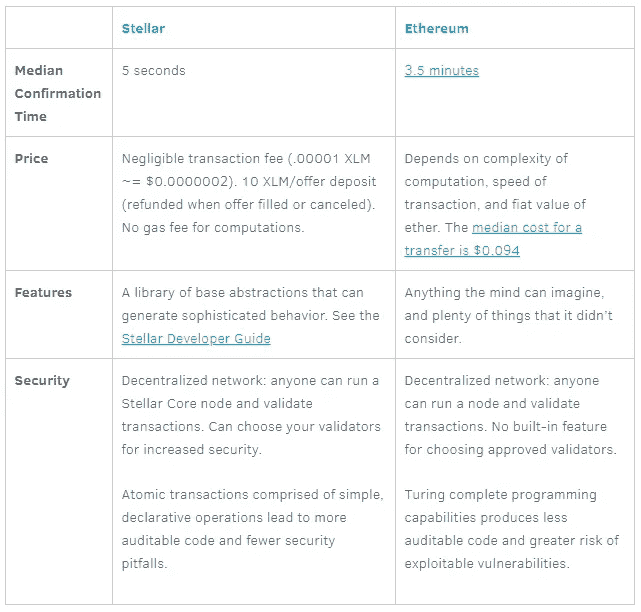 Stellar
Ethereum
Median
Confirmation
Time
5 seconds
3.5 minutes
Price
Negligible transaction fee (.00001 XLM
~= $0.0000002). 10 XLM/offer deposit
(refunded when offer filled or canceled).
No gas fee for computations.
Depends on complexity of
computation, speed of
transaction, and fiat value of
ether. The median cost for a
transfer is $0.094
Features
A library of base abstractions that can
generate sophisticated behavior. See the
Stellar Developer Guide
Anything the mind can imagine,
and plenty of things that it didn't
consider.
Security
Decentralized network: anyone can run a
Stellar Core node and validate
transactions. Can choose your validators
for increased security.
Atomic transactions comprised of simple,
declarative operations lead to more
auditable code and fewer security
pitfalls.
Decentralized network: anyone
can run a node and validate
transactions. No built-in feature
for choosing approved validators.
Turing complete programming
capabilities produces less
auditable code and greater risk of
exploitable vulnerabilities.